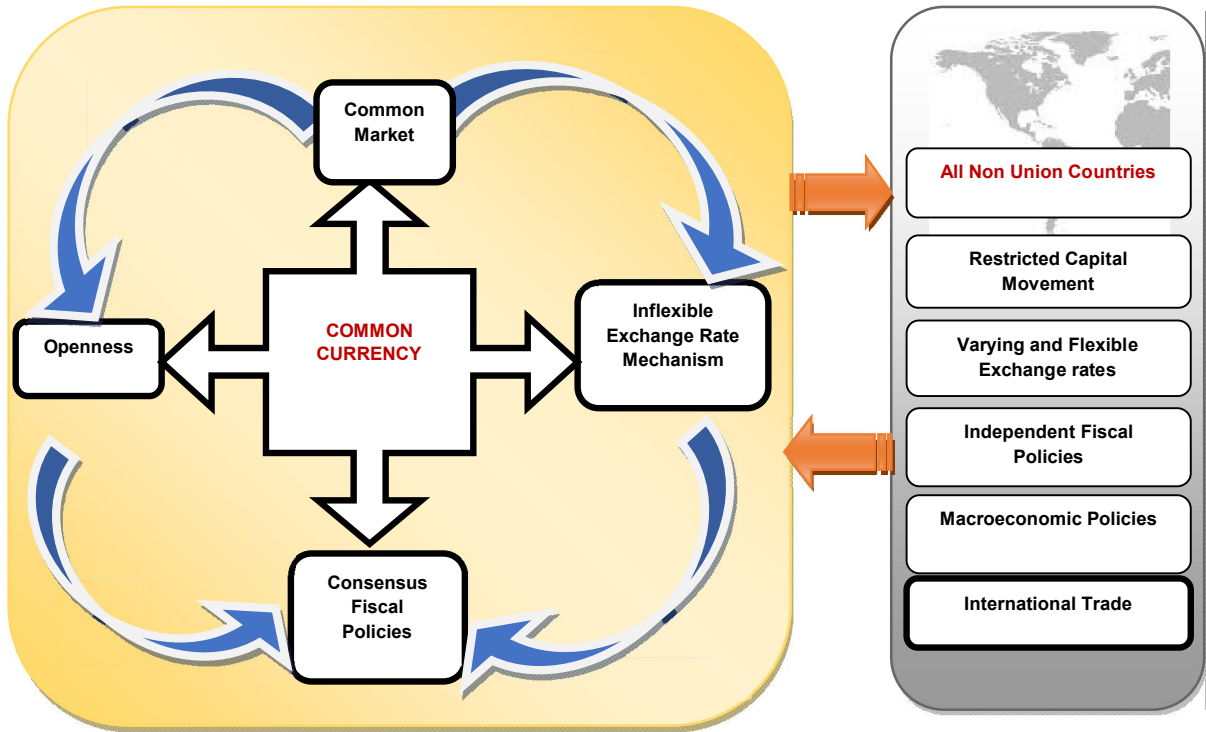 Common
Market
COMMON
CURRENCY
Openness
Inflexible
Exchange Rate
Mechanism
Consensus
Fiscal
Policies
All Non Union Countries
Restricted Capital
Movement
Varying and Flexible
Exchange rates
Independent Fiscal
Policies
Macroeconomic Policies
International Trade